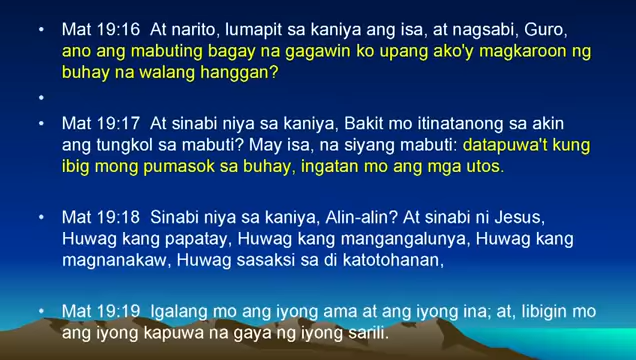 • Mat 19:16 At narito, lumapit sa kaniya ang isa, at nagsabi, Guro,
ano ang mabuting bagay na gagawin ko upang ako'y magkaroon ng
buhay na walang hanggan?
•
• Mat 19:17 At sinabi niya sa kaniya, Bakit mo itinatanong sa akin
ang tungkol sa mabuti? May isa, na siyang mabuti: datapuwa't kung
ibig mong pumasok sa buhay, ingatan mo ang mga utos.
• Mat 19:18 Sinabi niya sa kaniya, Alin-alin? At sinabi ni Jesus,
Huwag kang papatay, Huwag kang mangangalunya, Huwag kang
magnanakaw, Huwag sasaksi sa di katotohanan,
• Mat 19:19 Igalang mo ang iyong ama at ang iyong ina; at, Iibigin mo
ang iyong kapuwa na gaya ng iyong sarili.